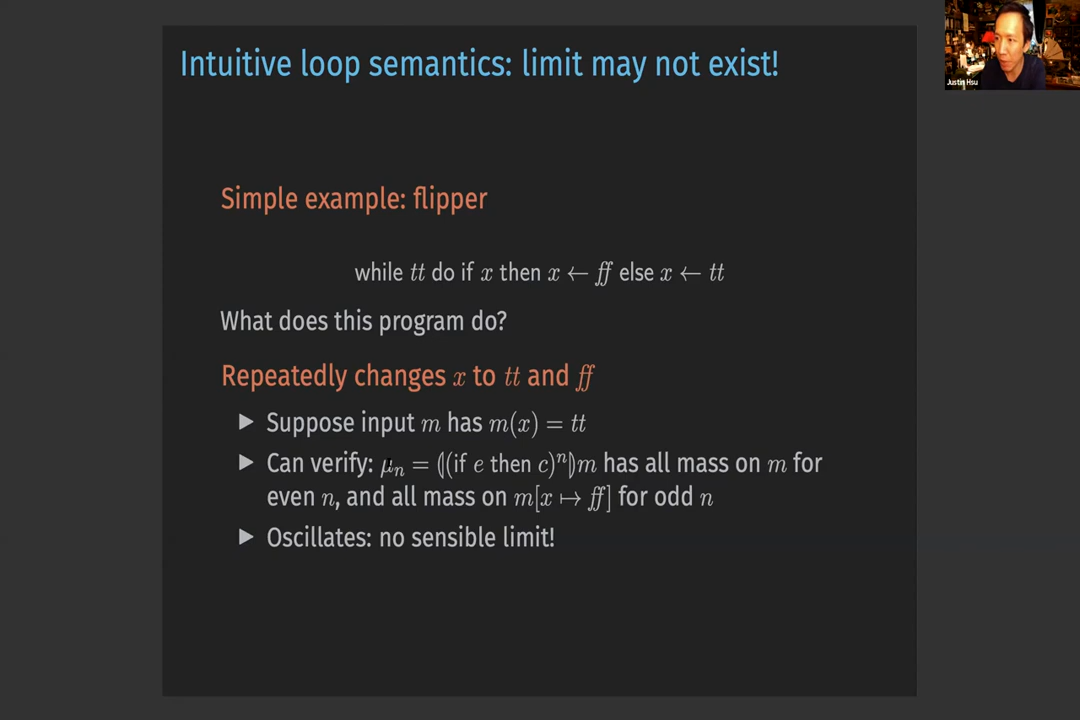 Intuitive loop semantics: limit may not exist!
Justin Hsu
Simple example: flipper
while tt do if x then x ← ff else x ← tt
What does this program do?
Repeatedly changes x to tt and ff
▶ Suppose input m has m(x) = tt
▶ Can verify: μₙ = ⦇(if e then c)ⁿ⦈m has all mass on m for
even n, and all mass on m[x ↦ ff] for odd n
▶ Oscillates: no sensible limit!